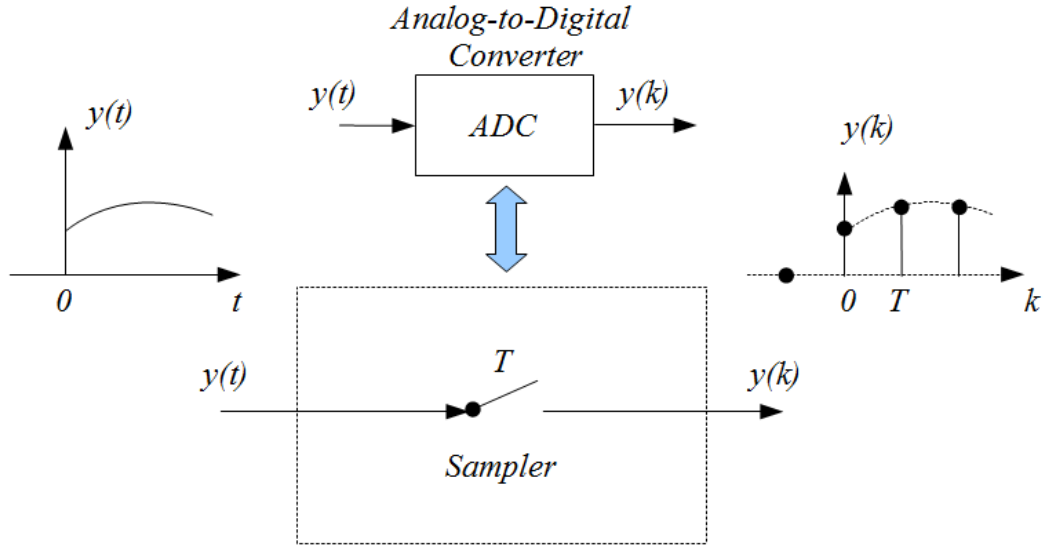 Analog-to-Digital
Converter
y(t)
ADC
y(k)
y(t)
0
t
y(k)
0
T
k
y(t)
T
y(k)
Sampler